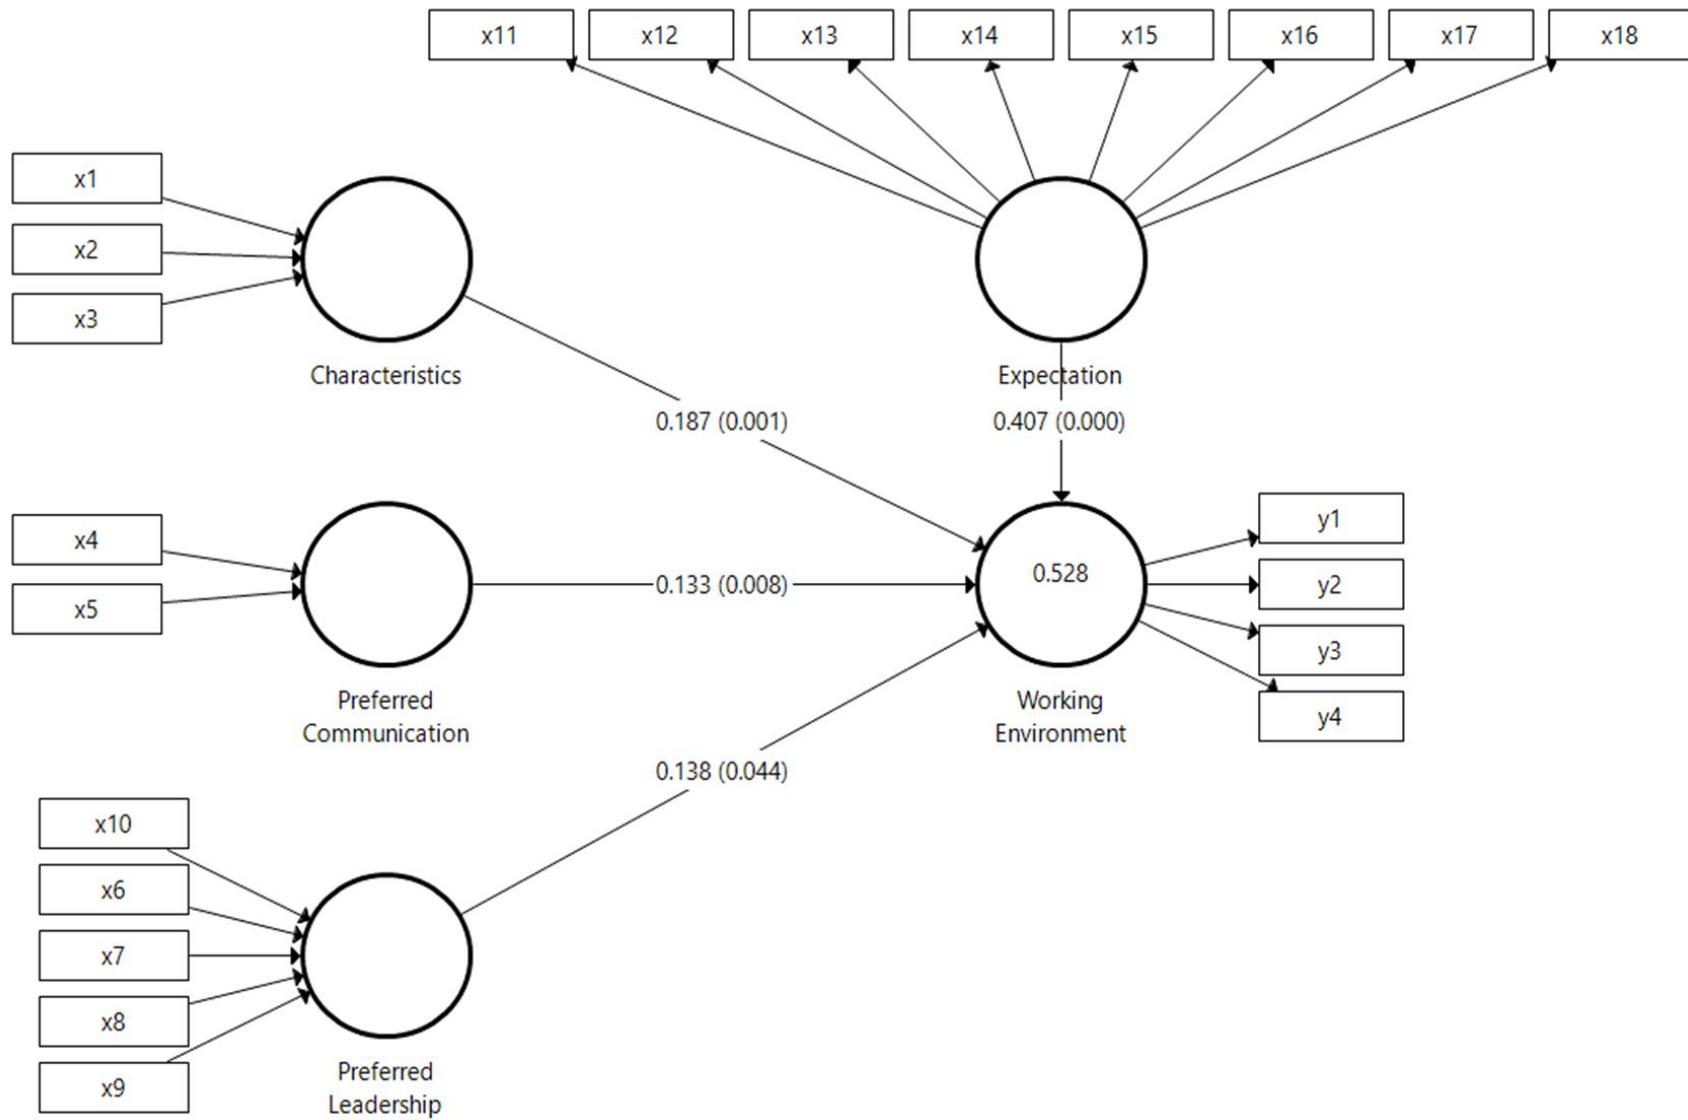 x11
x12
x13
x14
x15
x16
x17
x18
x1
x2
x3
Characteristics
Expectation
0.187 (0.001)
0.407 (0.000)
x4
x5
0.133 (0.008)
0.528
y1
y2
y3
y4
Preferred
Communication
Working
Environment
0.138 (0.044)
x10
x6
x7
x8
x9
Preferred
Leadership